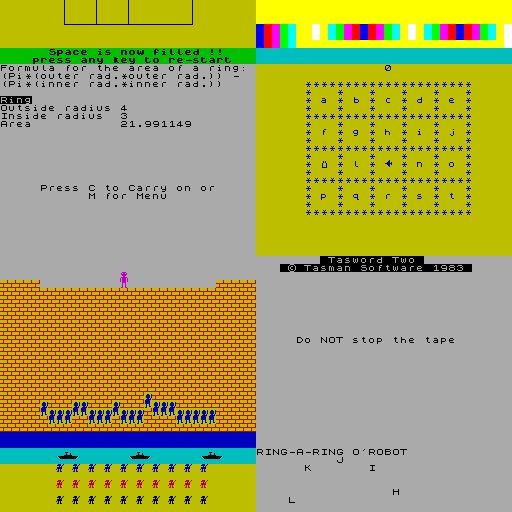 Space is now filled !!
press any key to re-start
Formula for the area of a ring:
(Pi*(outer rad.*outer rad.)) -
(Pi*(inner rad.*inner rad.))
Ring
Outside radius 4
Inside radius 3
Area 21.991149
Press C to Carry on or
M for Menu
0
a b c d e
f g h i j
l n o
p q r s t
Tasword Two
© Tasman Software 1983
Do NOT stop the tape
RING-A-RING O'ROBOT
J
K I
H
L